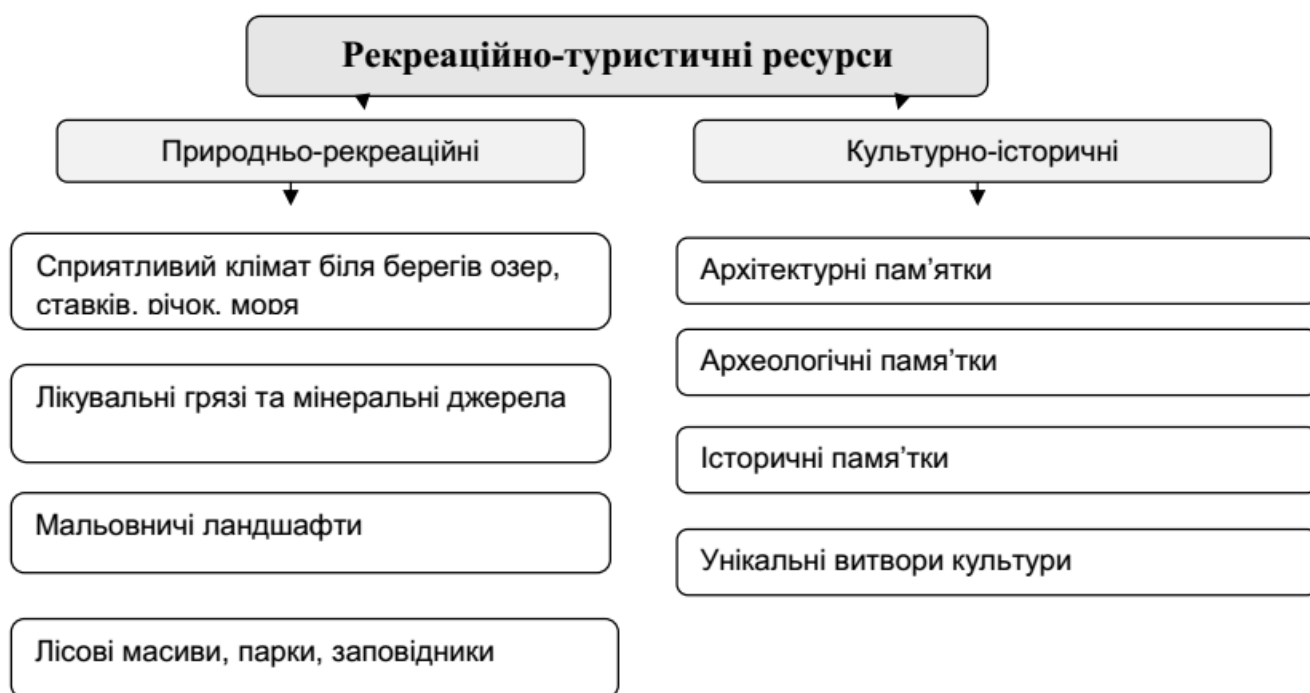 Рекреаційно-туристичні ресурси
Природньо-рекреаційні
Сприятливий клімат біля берегів озер,
ставків, річок, моря
Лікувальні грязі та мінеральні джерела
Мальовничі ландшафти
Лісові масиви, парки, заповідники
Культурно-історичні
Архітектурні пам’ятки
Археологічні памя’тки
Історичні памя’тки
Унікальні витвори культури